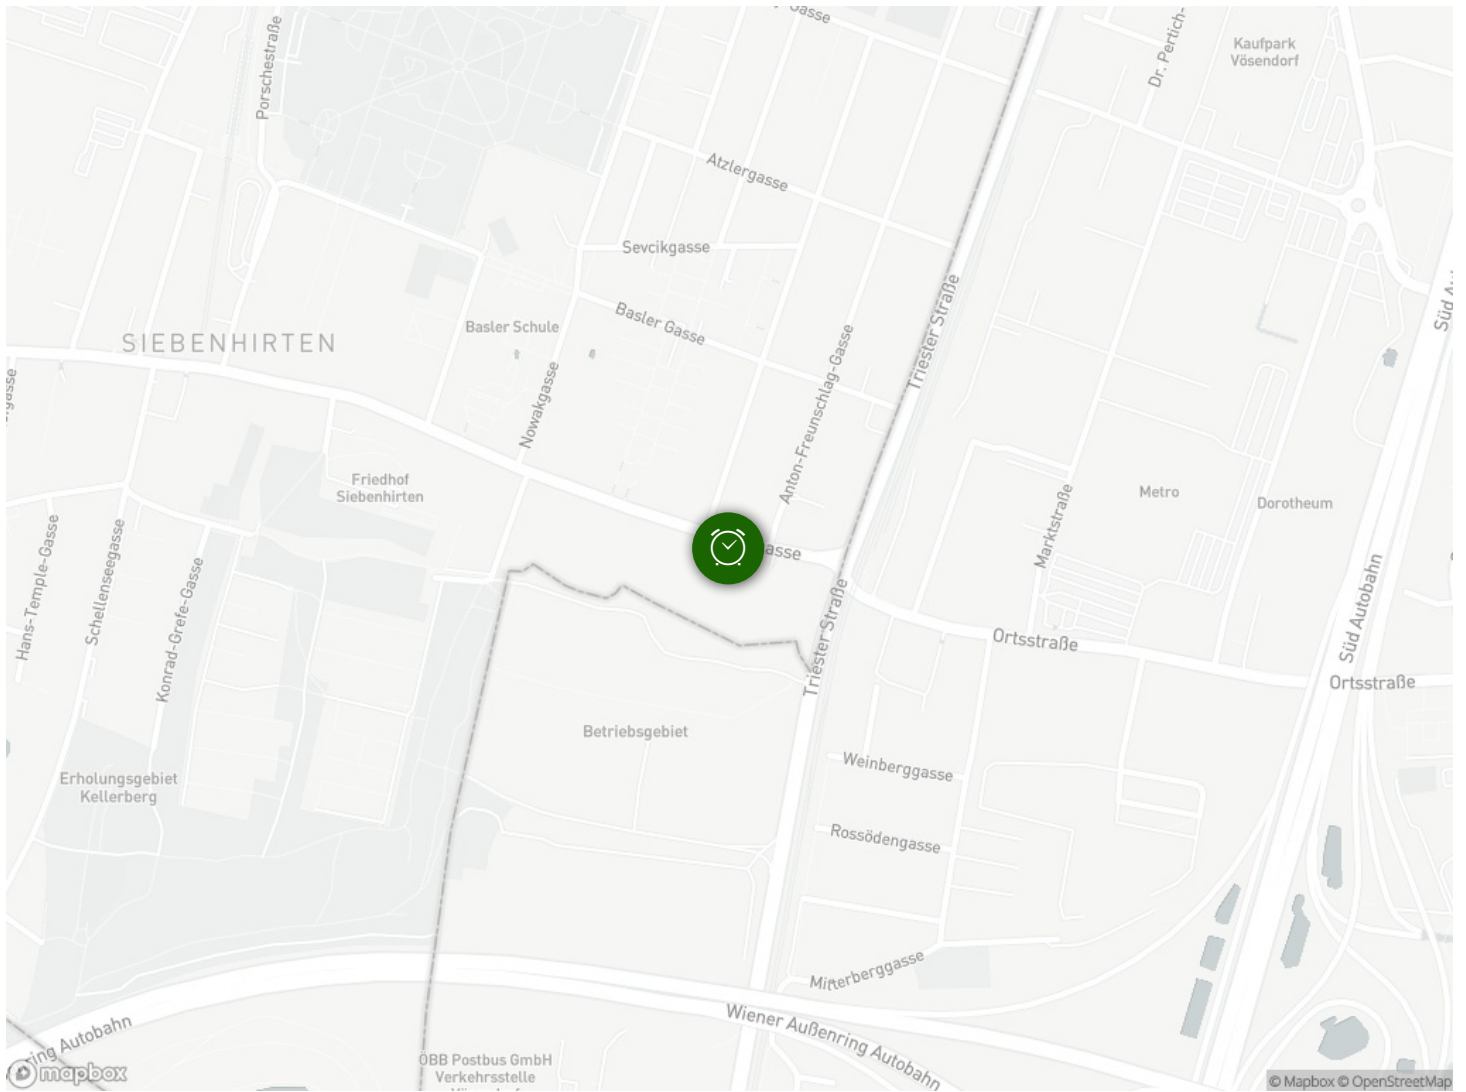 Gasse
Dr. Pertich-
Kaufpark
Vösendorf
Porschestraße
Atzlergasse
Sevcikgasse
Süd Au
Triester Straße
Basler Gasse
Basler Schule
SIEBENHIRTEN
Anton-Freunschlag-Gasse
Nowakgasse
Friedhof
Siebenhirten
Metro
Dorotheum
Marktstraße
Hans-Temple-Gasse
Schellenseegasse
Konrad-Grefe-Gasse
asse
Triester Straße
Ortsstraße
Süd Autobahn
Ortsstraße
Betriebsgebiet
Weinberggasse
Erholungsgebiet
Kellerberg
Rossödengasse
Mitterberggasse
Wiener Außenring Autobahn
ring Autobahn
ÖBB Postbus GmbH
Verkehrsstelle
mapbox
© Mapbox © OpenStreetMap